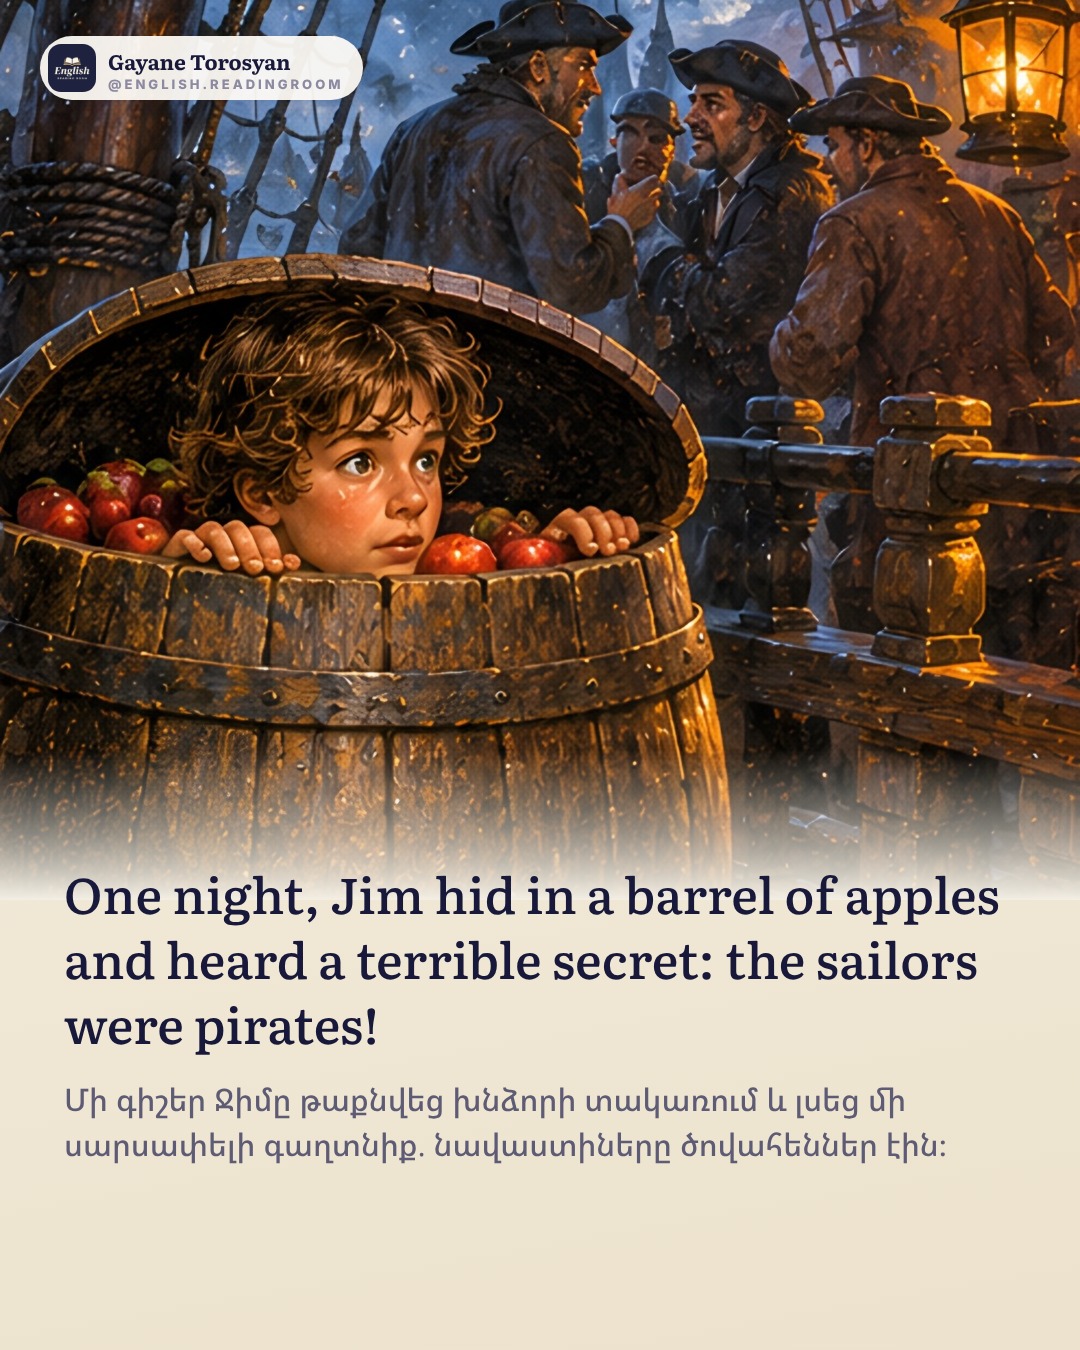 English
Gayane Torosyan
@ENGLISH.READINGROOM
One night, Jim hid in a barrel of apples
and heard a terrible secret: the sailors
were pirates!
Մի գիշեր Ջիմը թաքնվեց խնձորի տակառում և լսեց մի
սարսափելի գաղտնիք. նավաստիները ծովահեններ էին: